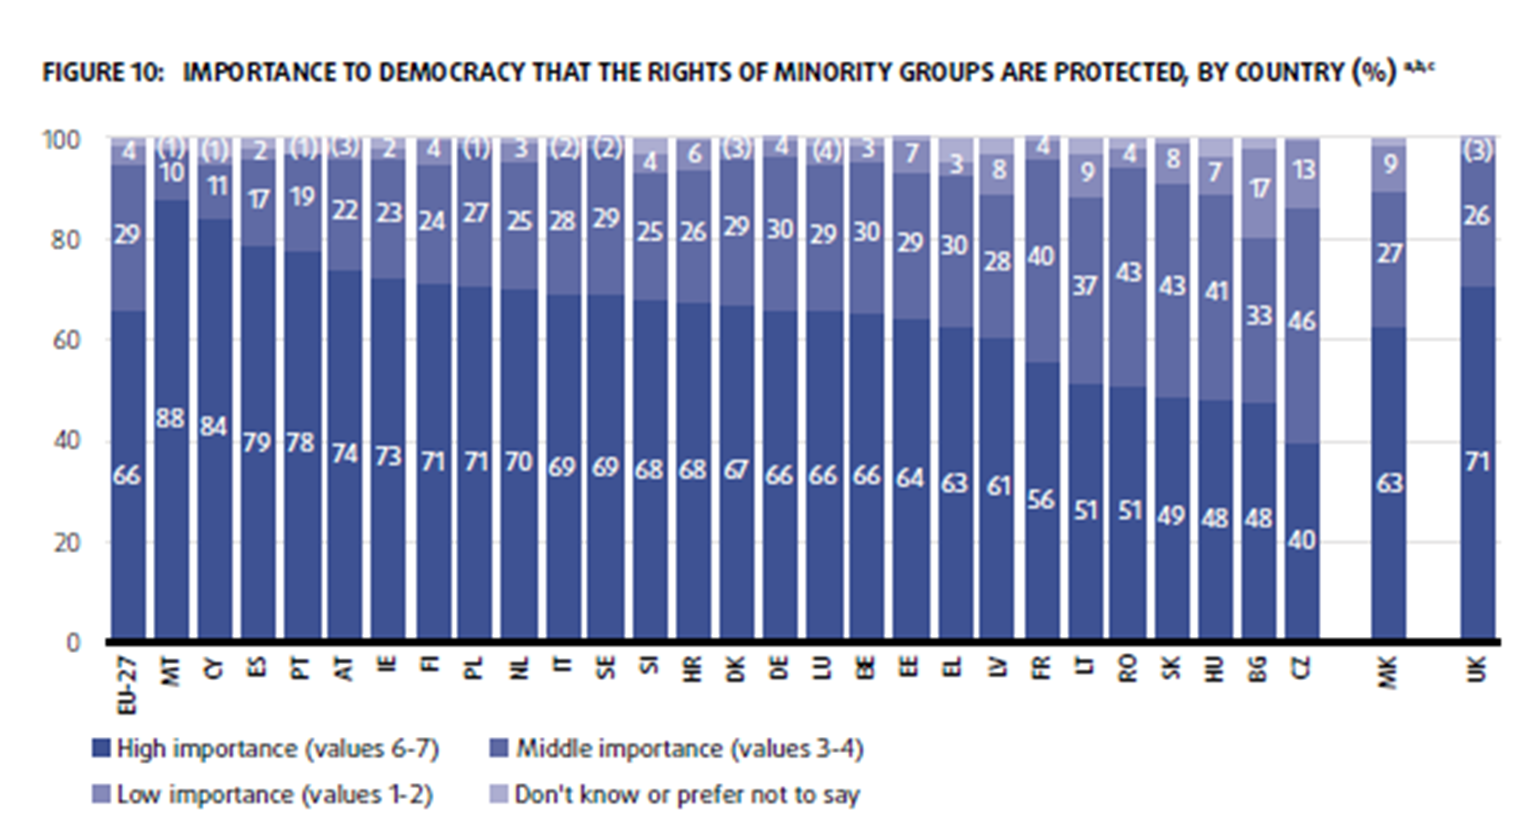 FIGURE 10: IMPORTANCE TO DEMOCRACY THAT THE RIGHTS OF MINORITY GROUPS ARE PROTECTED, BY COUNTRY (%) a,b,c
100
80
60
40
20
0
4 (1) (1) 2 (1) (3) 2 4 (1) 3 (2) (2) 4 6 (3) 4 (4) 3 7 3 8 4 9 4 8 7 17 13 9 (3)
29 10 11 17 19 22 23 24 27 25 28 29 25 26 29 30 29 30 29 30 28 40 37 43 43 41 33 46 27 26
66 88 84 79 78 74 73 71 71 70 69 69 68 68 67 66 66 66 64 63 61 56 51 51 49 48 48 40 63 71
EU-27 MT CY ES PT AT IE FI PL NL IT SE SI HR DK DE LU BE EE EL LV FR LT RO SK HU BG CZ MK UK
High importance (values 6-7) Middle importance (values 3-4)
Low importance (values 1-2) Don't know or prefer not to say